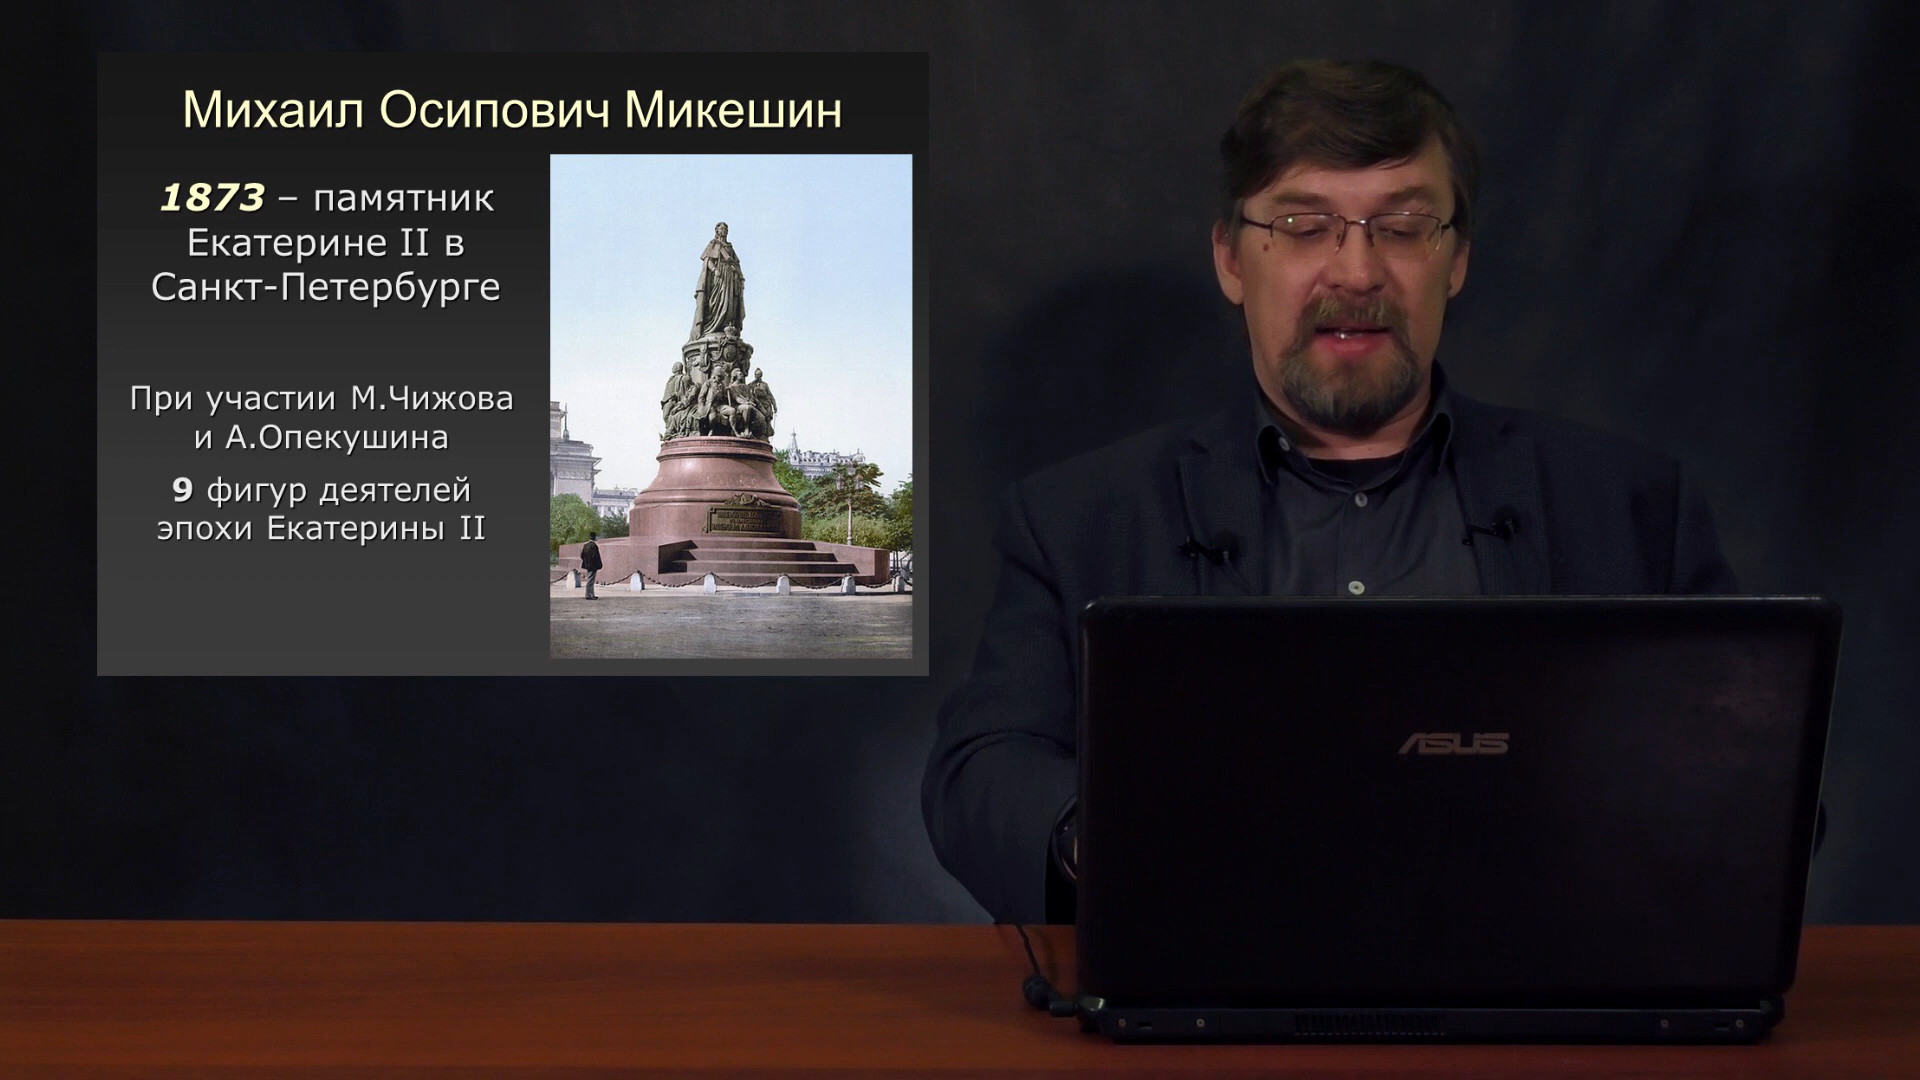 Михаил Осипович Микешин
1873 – памятник
Екатерине II в
Санкт-Петербурге
При участии М.Чижова
и А.Опекушина
9 фигур деятелей
эпохи Екатерины II
ASUS